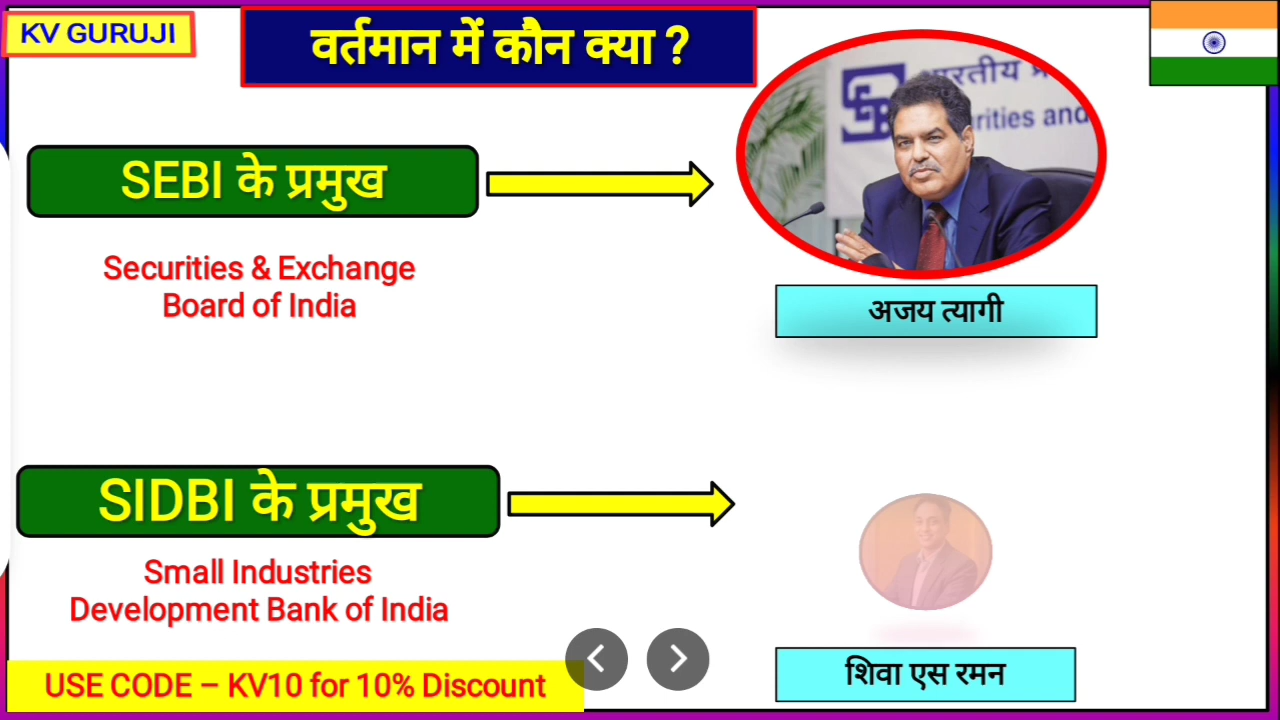 KV GURUJI
वर्तमान में कौन क्या ?
SEBI के प्रमुख
Securities & Exchange
Board of India
अजय त्यागी
SIDBI के प्रमुख
Small Industries
Development Bank of India
शिवा एस रमन
USE CODE – KV10 for 10% Discount